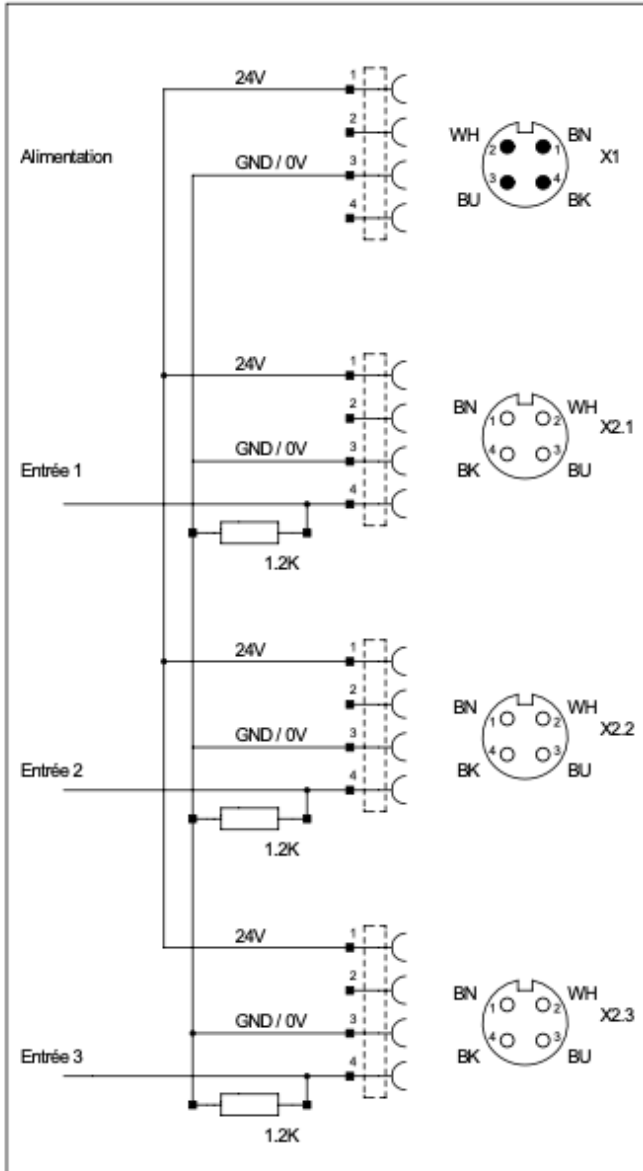 24V
1
2
Alimentation
GND / 0V
3
4
WH BN
2 1
X1
3 4
BU BK
24V
1
2
GND / 0V
3
Entrée 1
4
1.2K
BN WH
1 2
X2.1
4 3
BK BU
24V
1
2
GND / 0V
3
Entrée 2
4
1.2K
BN WH
1 2
X2.2
4 3
BK BU
24V
1
2
GND / 0V
3
Entrée 3
4
1.2K
BN WH
1 2
X2.3
4 3
BK BU